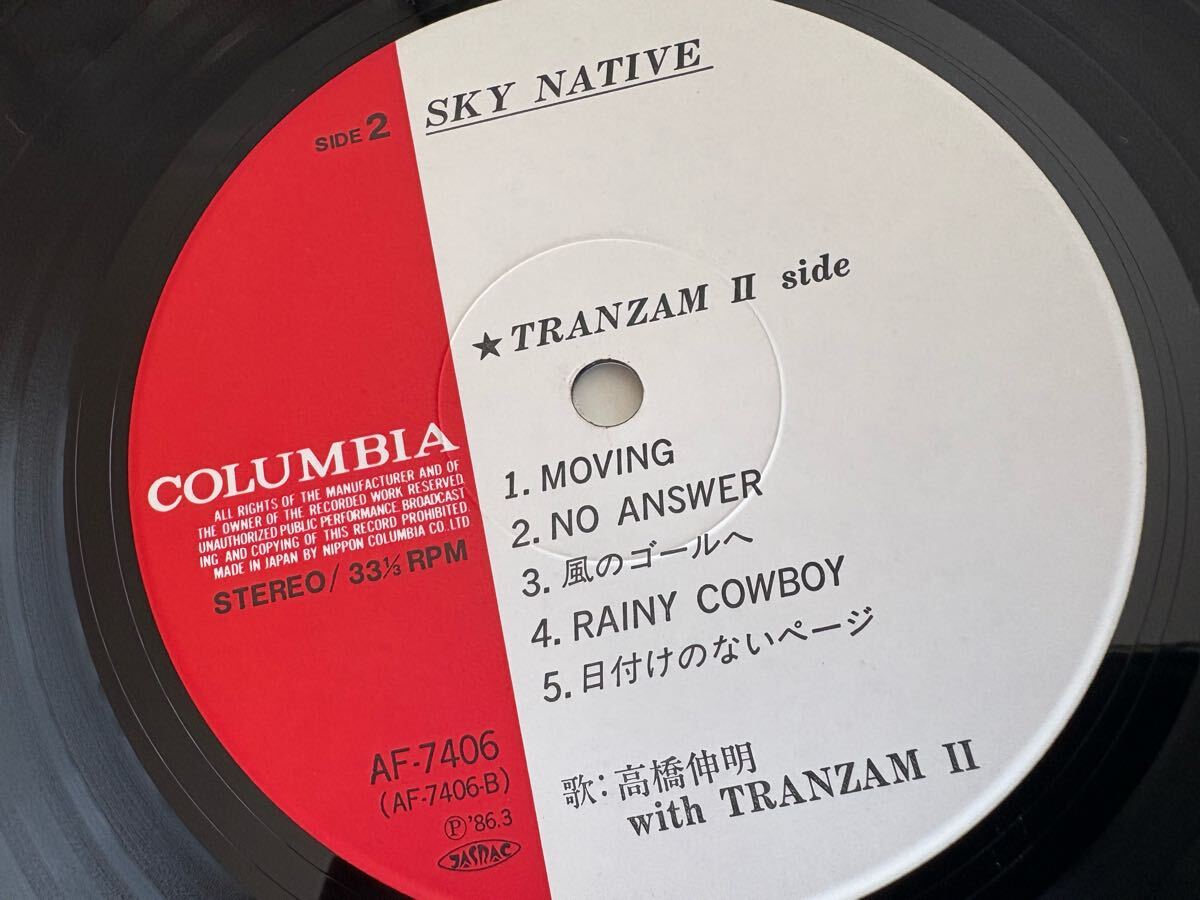 SKY NATIVE
SIDE 2
★TRANZAM II side
COLUMBIA
ALL RIGHTS OF THE MANUFACTURER AND OF
THE OWNER OF THE RECORDED WORK RESERVED.
UNAUTHORIZED PUBLIC PERFORMANCE BROADCAST
ING AND COPYING OF THIS RECORD PROHIBITED.
MADE IN JAPAN BY NIPPON COLUMBIA CO., LTD.
STEREO/33⅓ RPM
1. MOVING
2. NO ANSWER
3. 風のゴールへ
4. RAINY COWBOY
5. 日付けのないページ
AF-7406
(AF-7406-B)
Ⓟ'86.3
JASRAC
歌:高橋伸明
with TRANZAM II